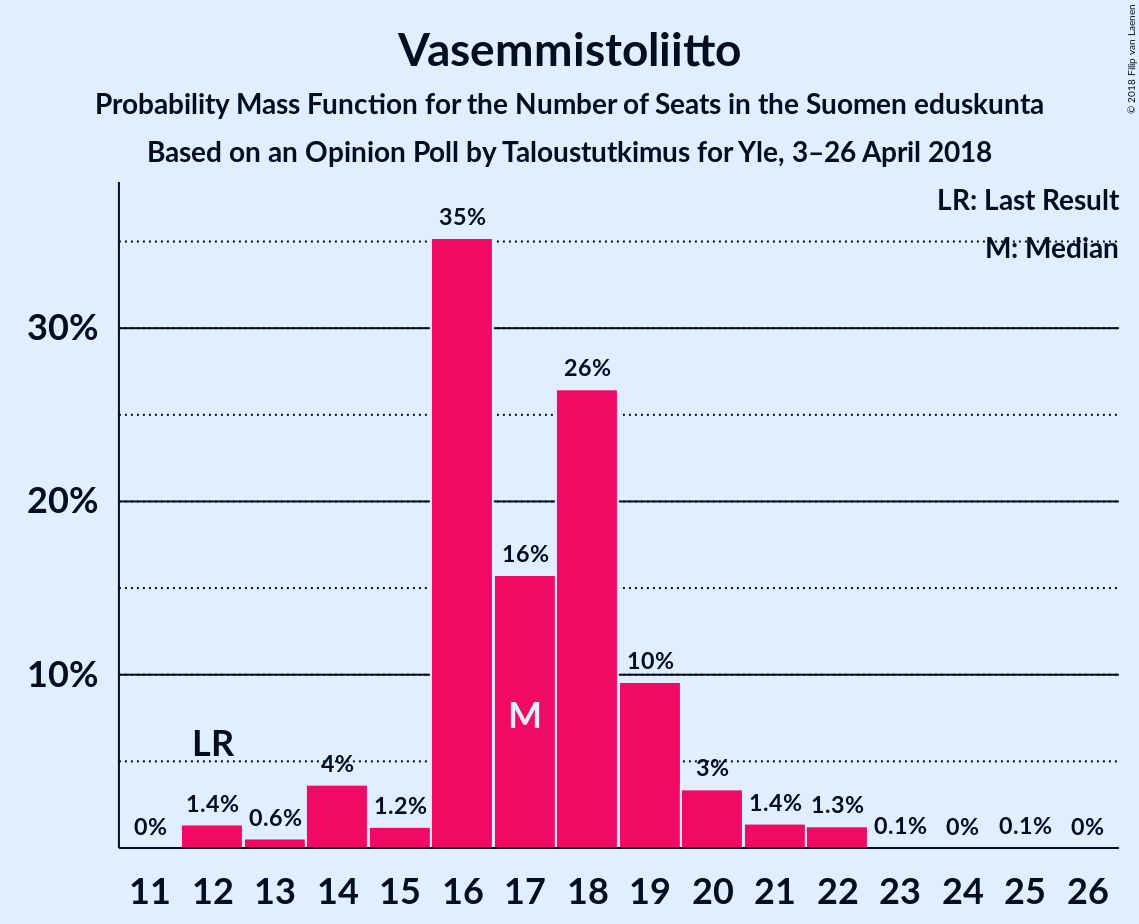 Vasemmistoliitto
Probability Mass Function for the Number of Seats in the Suomen eduskunta
Based on an Opinion Poll by Taloustutkimus for Yle, 3–26 April 2018
© 2018 Filip van Laenen
LR: Last Result
M: Median
30%
20%
10%
0%
1.4%
0.6%
4%
1.2%
35%
16%
26%
10%
3%
1.4%
1.3%
0.1%
0%
0.1%
0%
LR
M
11 12 13 14 15 16 17 18 19 20 21 22 23 24 25 26